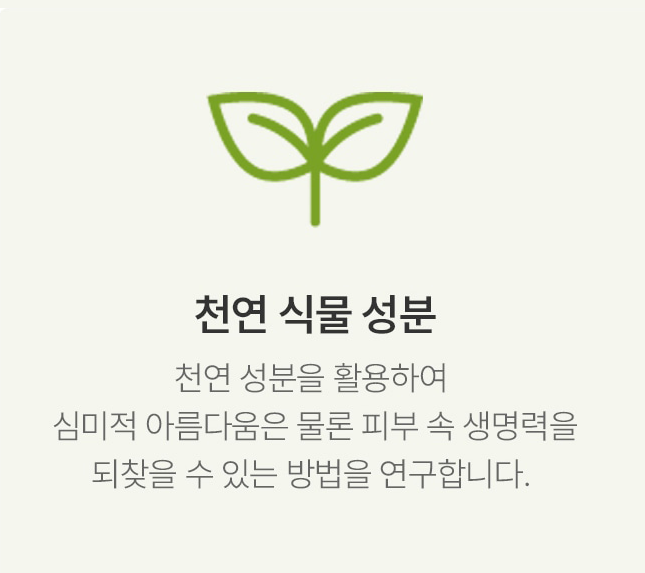 천연 식물 성분
천연 성분을 활용하여
심미적 아름다움은 물론 피부 속 생명력을
되찾을 수 있는 방법을 연구합니다.